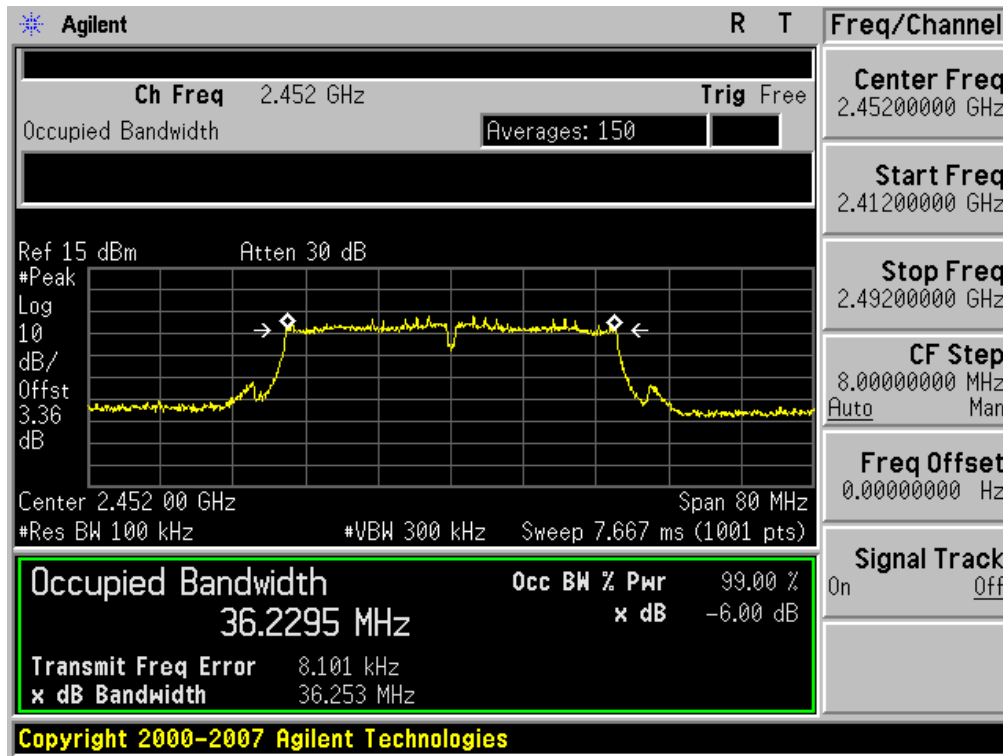 Agilent R T
Ch Freq 2.452 GHz Trig Free
Occupied Bandwidth Averages: 150
Ref 15 dBm Atten 30 dB
#Peak
Log
10
dB/
Offst
3.36
dB
Center 2.452 00 GHz Span 80 MHz
#Res BW 100 kHz #VBW 300 kHz Sweep 7.667 ms (1001 pts)
Occupied Bandwidth
36.2295 MHz
Occ BW % Pwr 99.00 %
x dB -6.00 dB
Transmit Freq Error 8.101 kHz
x dB Bandwidth 36.253 MHz
Copyright 2000-2007 Agilent Technologies
Freq/Channel
Center Freq
2.45200000 GHz
Start Freq
2.41200000 GHz
Stop Freq
2.49200000 GHz
CF Step
8.00000000 MHz
Auto Man
Freq Offset
0.00000000 Hz
Signal Track
On Off